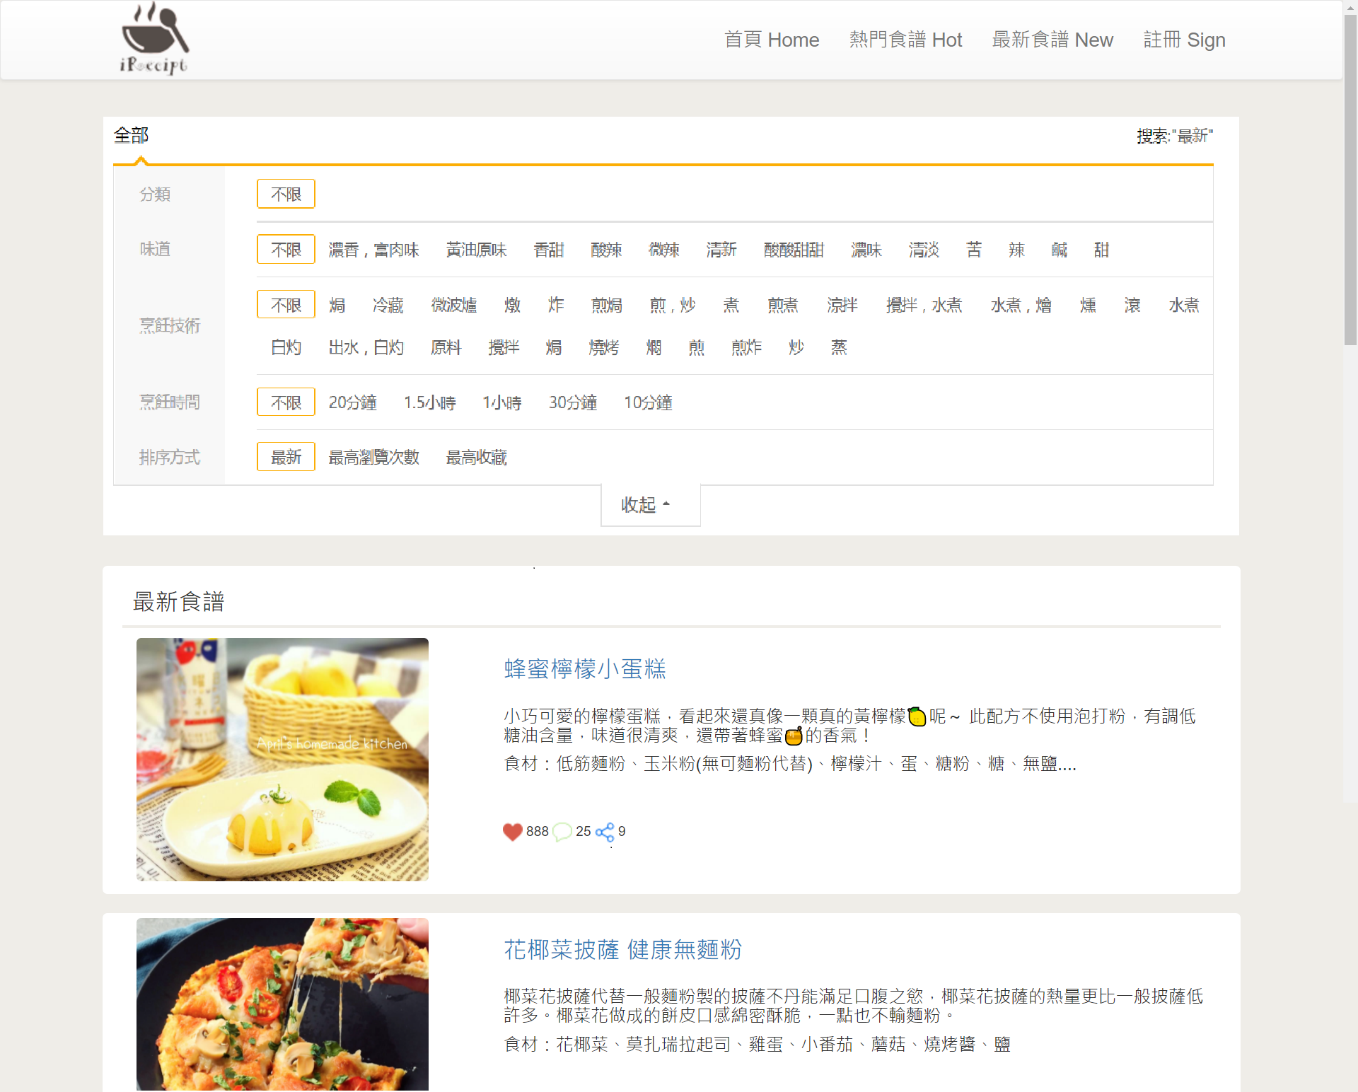 iReceipt
首頁 Home 熱門食譜 Hot 最新食譜 New 註冊 Sign
全部 搜索:"最新"
分類 不限
味道 不限 濃香，富肉味 黃油原味 香甜 酸辣 微辣 清新 酸酸甜甜 濃味 清淡 苦 辣 鹹 甜
烹飪技術 不限 焗 冷藏 微波爐 燉 炸 煎焗 煎，炒 煮 煎煮 涼拌 攪拌，水煮 水煮，燴 燻 滾 水煮
白灼 出水，白灼 原料 攪拌 焗 燒烤 燜 煎 煎炸 炒 蒸
烹飪時間 不限 20分鐘 1.5小時 1小時 30分鐘 10分鐘
排序方式 最新 最高瀏覽次數 最高收藏
收起
最新食譜
April's homemade kitchen
蜂蜜檸檬小蛋糕
小巧可愛的檸檬蛋糕，看起來還真像一顆真的黃檸檬🍋呢～ 此配方不使用泡打粉，有調低
糖油含量，味道很清爽，還帶著蜂蜜🍯的香氣！
食材：低筋麵粉、玉米粉(無可麵粉代替)、檸檬汁、蛋、糖粉、糖、無鹽....
888 25 9
花椰菜披薩 健康無麵粉
椰菜花披薩代替一般麵粉製的披薩不丹能滿足口腹之慾，椰菜花披薩的熱量更比一般披薩低
許多。椰菜花做成的餅皮口感綿密酥脆，一點也不輸麵粉。
食材：花椰菜、莫扎瑞拉起司、雞蛋、小番茄、蘑菇、燒烤醬、鹽